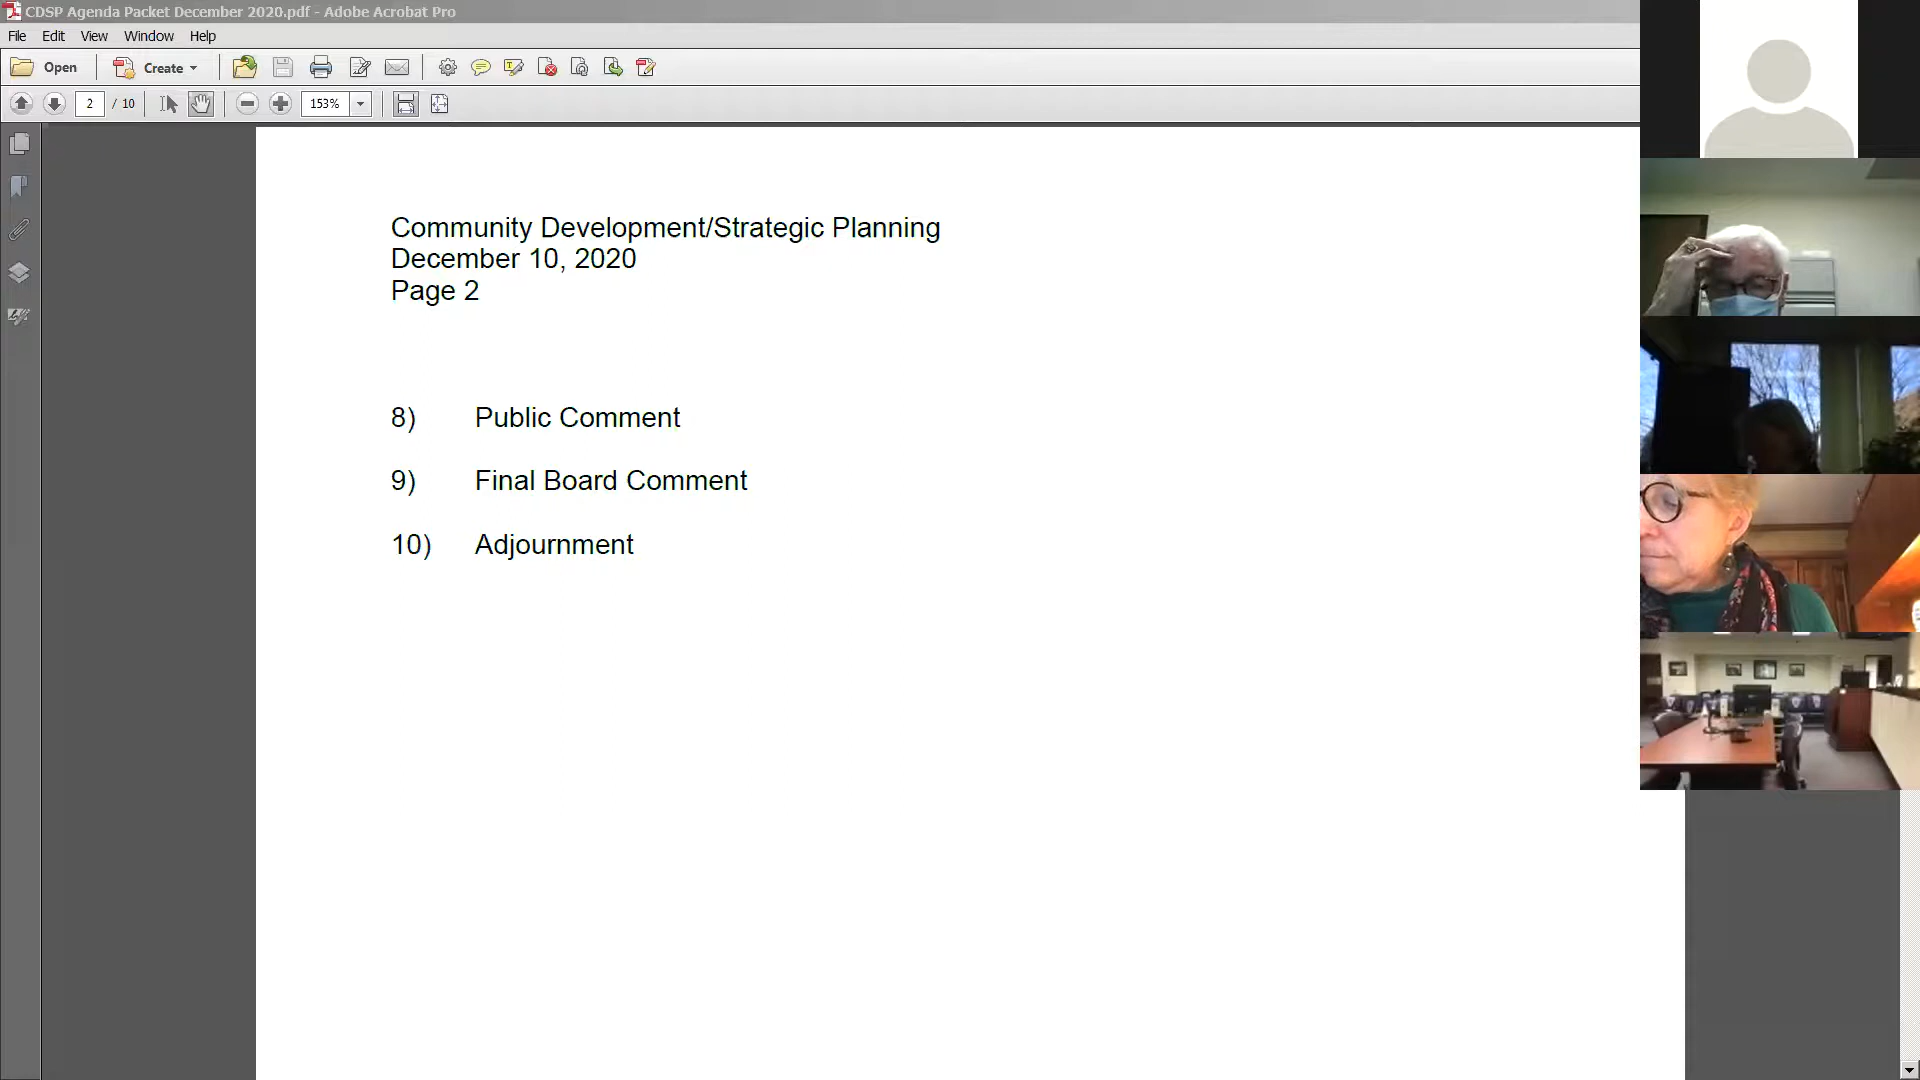 CDSP Agenda Packet December 2020.pdf - Adobe Acrobat Pro
File Edit View Window Help
Open Create
2 / 10 153%
Community Development/Strategic Planning
December 10, 2020
Page 2
8) Public Comment
9) Final Board Comment
10) Adjournment